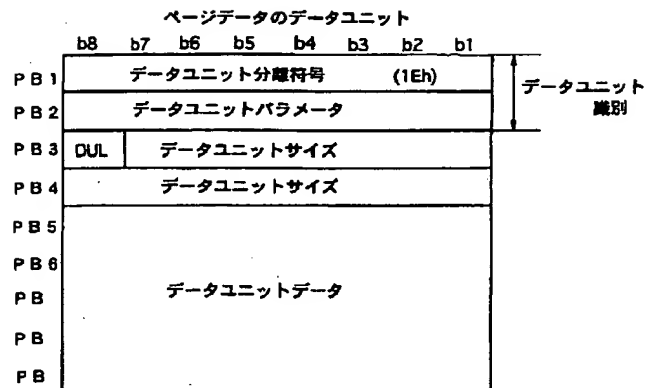 ページデータのデータユニット
b8 b7 b6 b5 b4 b3 b2 b1
PB1 データユニット分離符号 (1Eh)
データユニット識別
PB2 データユニットパラメータ
PB3 DUL データユニットサイズ
PB4 データユニットサイズ
PB5
PB6
データユニットデータ
PB
PB
PB